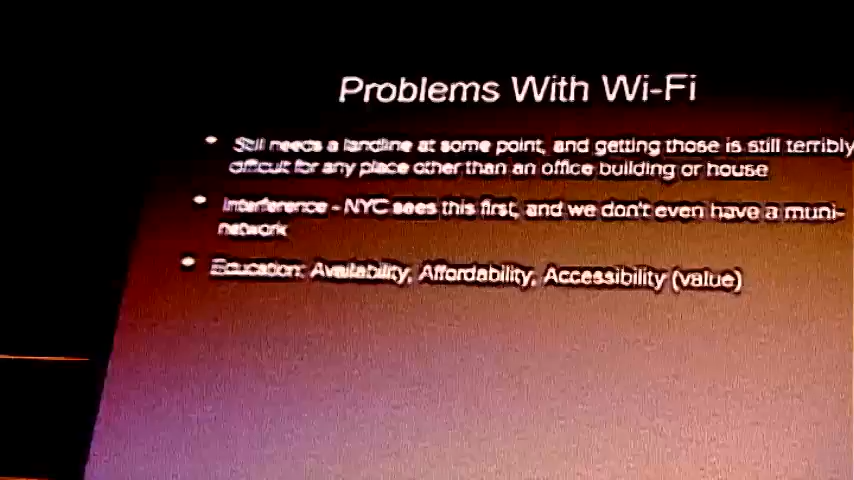 Problems With Wi-Fi
• Still needs a landline at some point, and getting those is still terribly
difficult for any place other than an office building or house
• Interference - NYC sees this first, and we don't even have a muni-
network
• Education: Availability, Affordability, Accessibility (value)